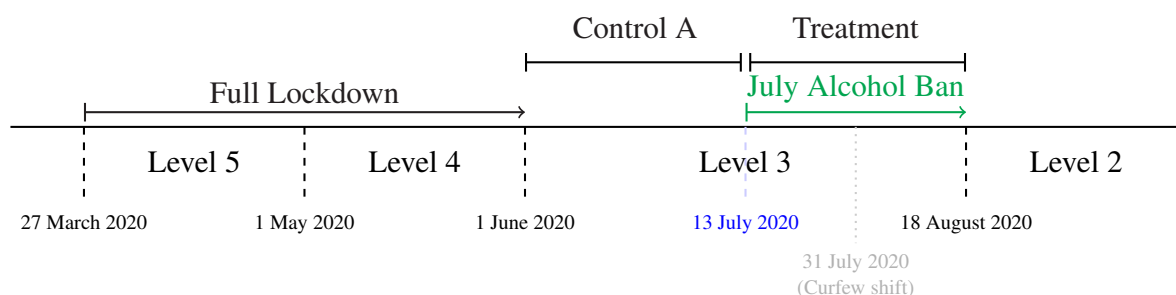 Control A
Treatment
Full Lockdown
July Alcohol Ban
Level 5
Level 4
Level 3
Level 2
27 March 2020
1 May 2020
1 June 2020
13 July 2020
18 August 2020
31 July 2020
(Curfew shift)